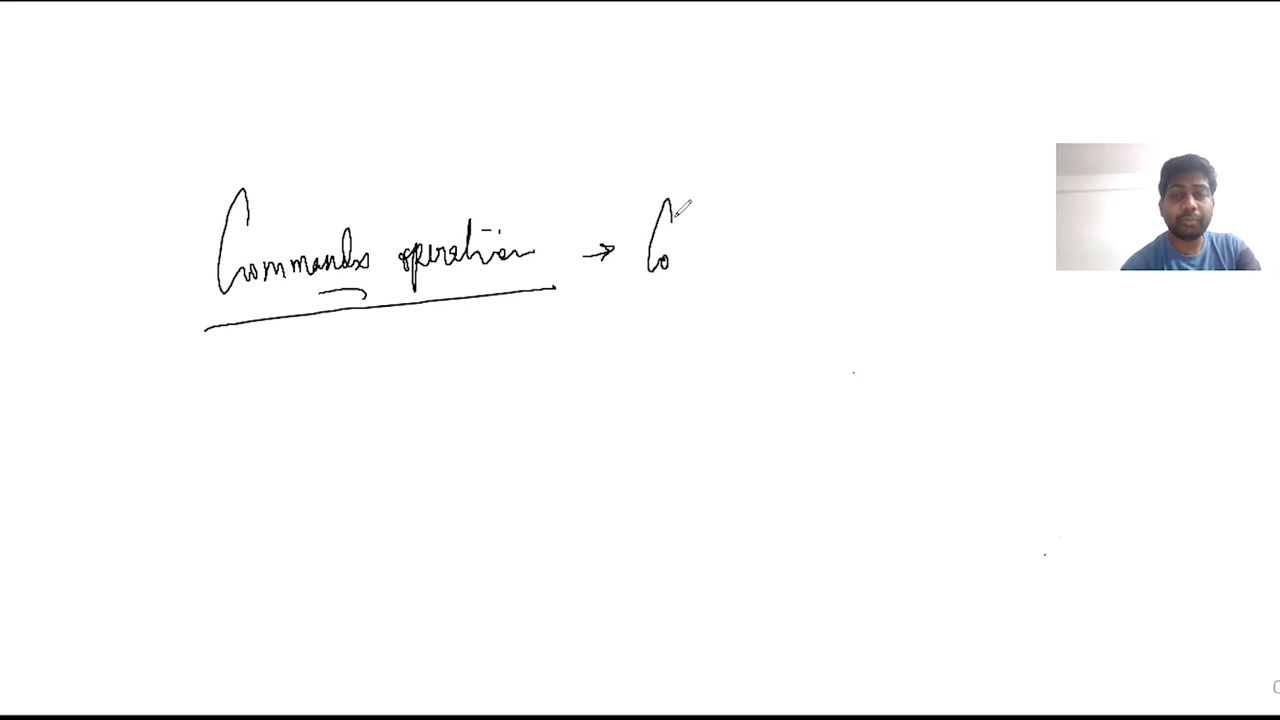 Commands operation → Co